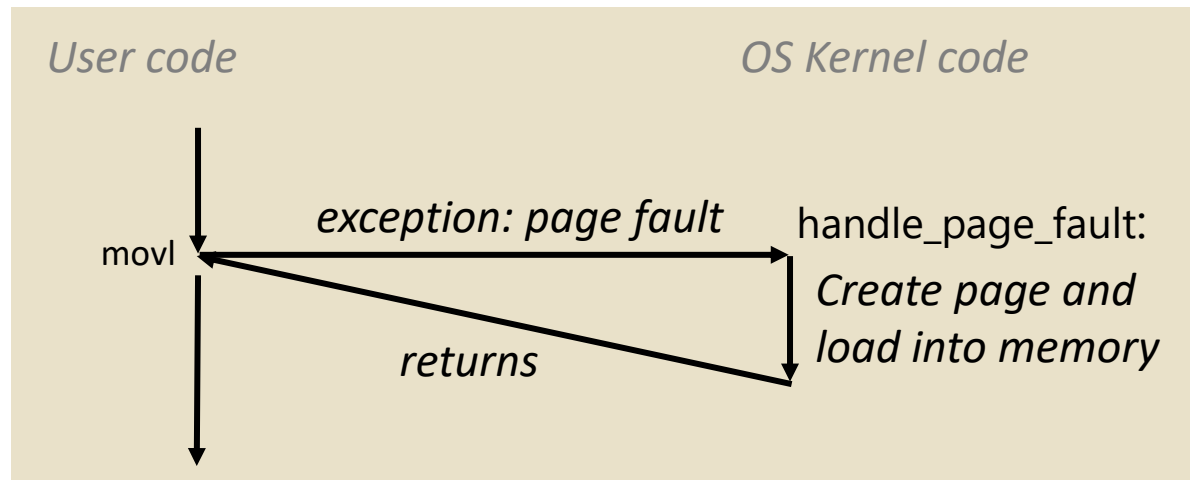 User code
OS Kernel code
exception: page fault
handle_page_fault:
movl
Create page and
load into memory
returns